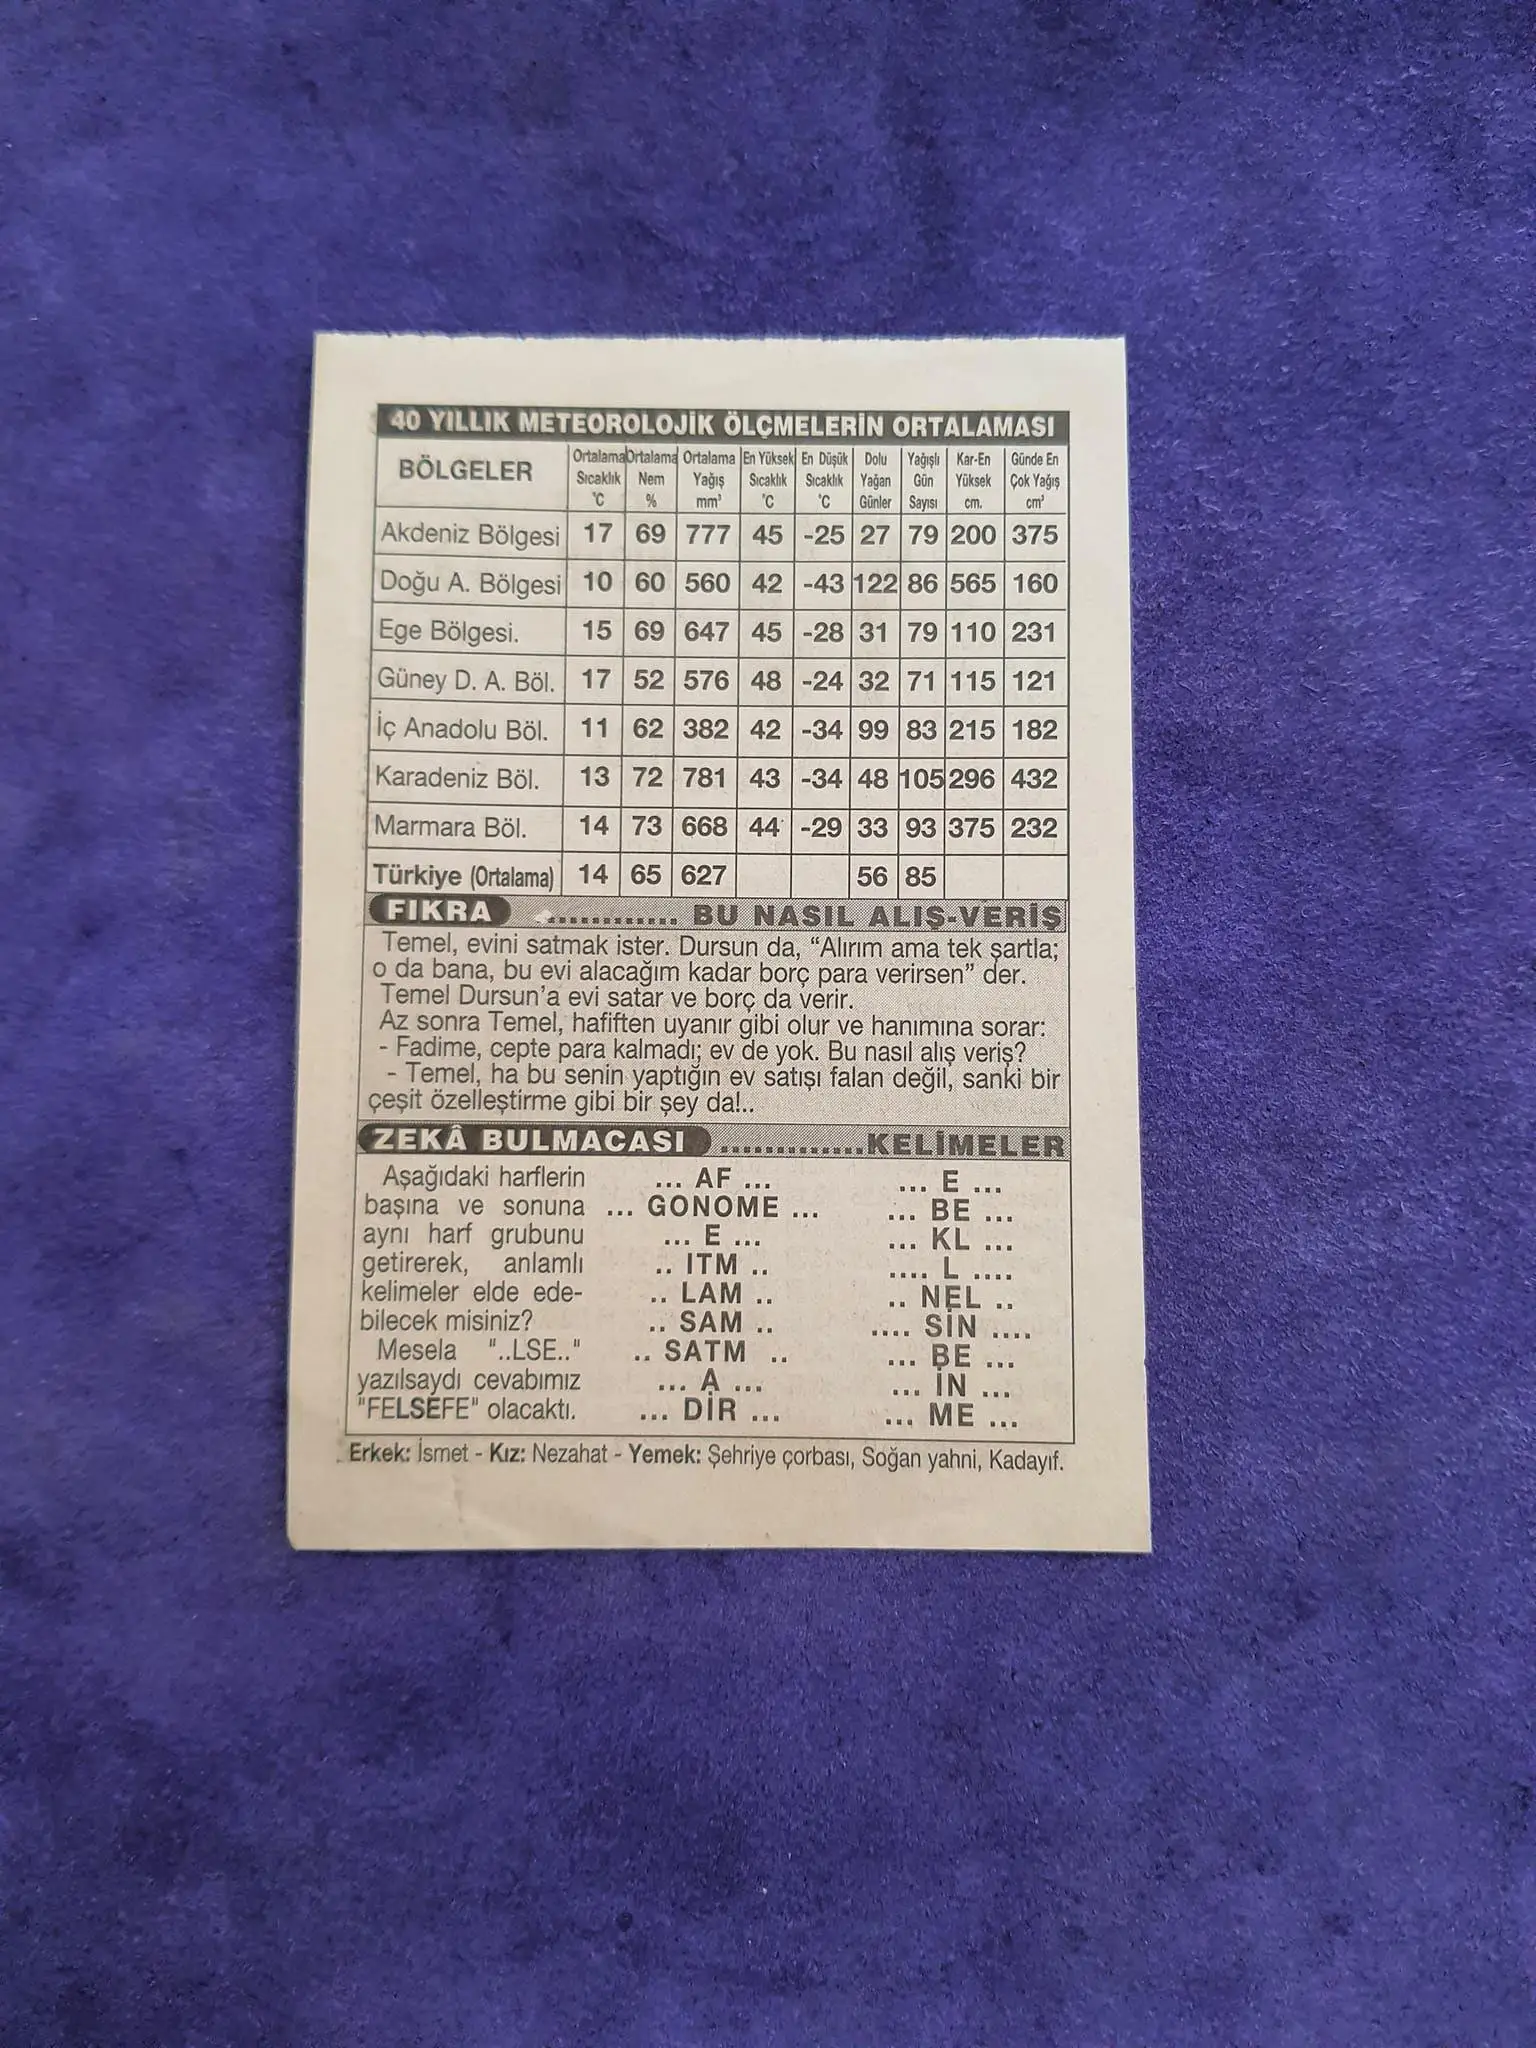 40 YILLIK METEOROLOJİK ÖLÇMELERİN ORTALAMASI
BÖLGELER | Ortalama Sıcaklık °C | Ortalama Nem % | Ortalama Yağış mm³ | En Yüksek Sıcaklık °C | En Düşük Sıcaklık °C | Dolu Yağan Günler | Yağışlı Gün Sayısı | Kar-En Yüksek cm. | Günde En Çok Yağış cm³
Akdeniz Bölgesi 17 69 777 45 -25 27 79 200 375
Doğu A. Bölgesi 10 60 560 42 -43 122 86 565 160
Ege Bölgesi. 15 69 647 45 -28 31 79 110 231
Güney D. A. Böl. 17 52 576 48 -24 32 71 115 121
İç Anadolu Böl. 11 62 382 42 -34 99 83 215 182
Karadeniz Böl. 13 72 781 43 -34 48 105 296 432
Marmara Böl. 14 73 668 44 -29 33 93 375 232
Türkiye (Ortalama) 14 65 627 56 85
FIKRA ............. BU NASIL ALIŞ-VERİŞ
Temel, evini satmak ister. Dursun da, “Alırım ama tek şartla;
o da bana, bu evi alacağım kadar borç para verirsen” der.
Temel Dursun’a evi satar ve borç da verir.
Az sonra Temel, hafiften uyanır gibi olur ve hanımına sorar:
- Fadime, cepte para kalmadı; ev de yok. Bu nasıl alış veriş?
- Temel, ha bu senin yaptığın ev satışı falan değil, sanki bir
çeşit özelleştirme gibi bir şey da!..
ZEKÂ BULMACASI .............KELİMELER
Aşağıdaki harflerin
başına ve sonuna
aynı harf grubunu
getirerek, anlamlı
kelimeler elde ede-
bilecek misiniz?
Mesela "..LSE.."
yazılsaydı cevabımız
"FELSEFE" olacaktı.
... AF ...
... GONOME ...
... E ...
.. ITM ..
.. LAM ..
.. SAM ..
.. SATM ..
... A ...
... DİR ...
... E ...
... BE ...
... KL ...
.... L ....
.. NEL ..
.... SİN ....
... BE ...
... İN ...
... ME ...
Erkek: İsmet - Kız: Nezahat - Yemek: Şehriye çorbası, Soğan yahni, Kadayıf.